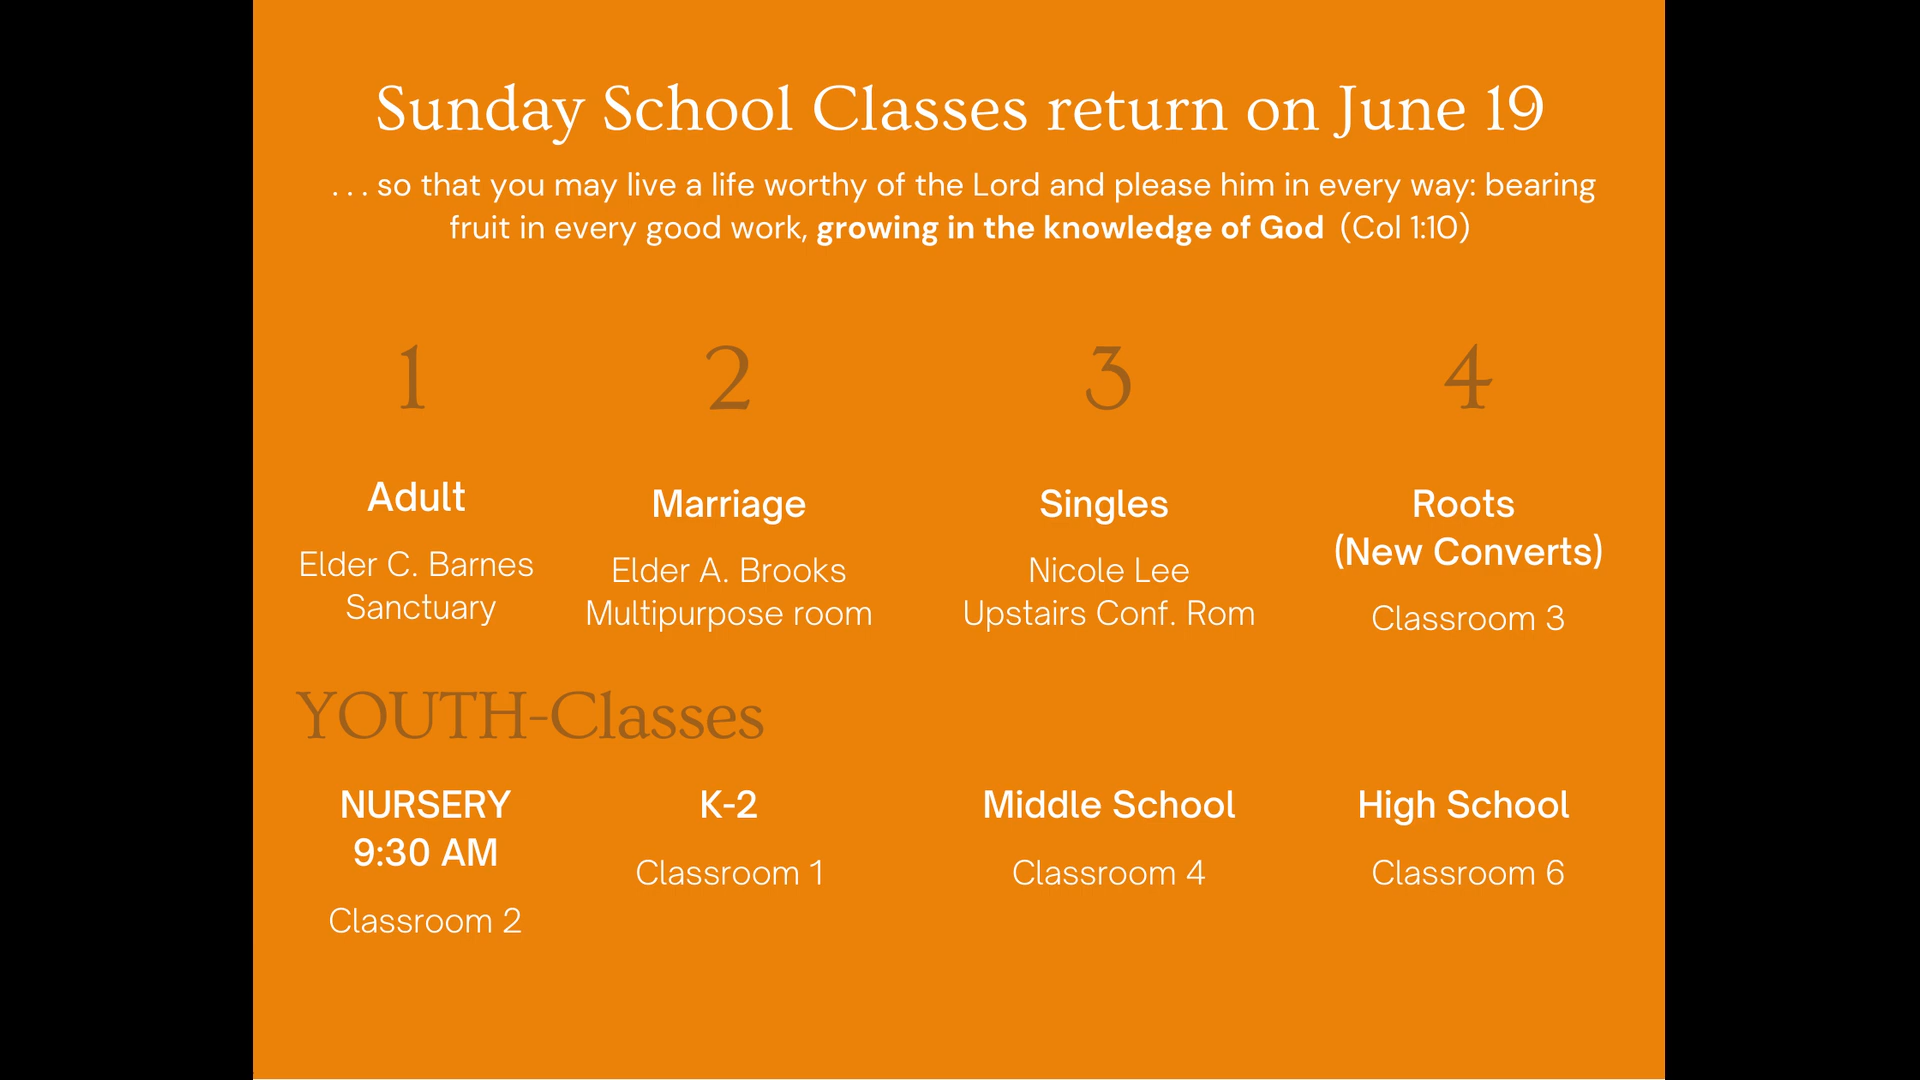 Sunday School Classes return on June 19
. . . so that you may live a life worthy of the Lord and please him in every way: bearing
fruit in every good work, growing in the knowledge of God (Col 1:10)
1
Adult
Elder C. Barnes
Sanctuary
2
Marriage
Elder A. Brooks
Multipurpose room
3
Singles
Nicole Lee
Upstairs Conf. Rom
4
Roots
(New Converts)
Classroom 3
YOUTH-Classes
NURSERY
9:30 AM
Classroom 2
K-2
Classroom 1
Middle School
Classroom 4
High School
Classroom 6